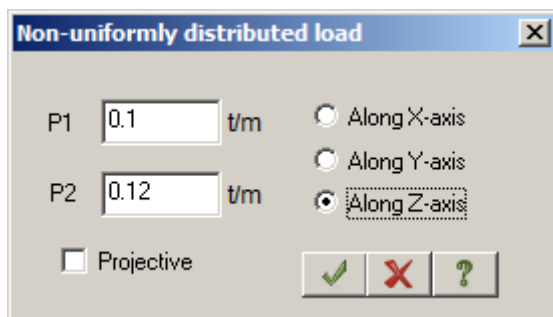 Non-uniformly distributed load
P1 0.1 t/m
Along X-axis
Along Y-axis
P2 0.12 t/m
Along Z-axis
Projective